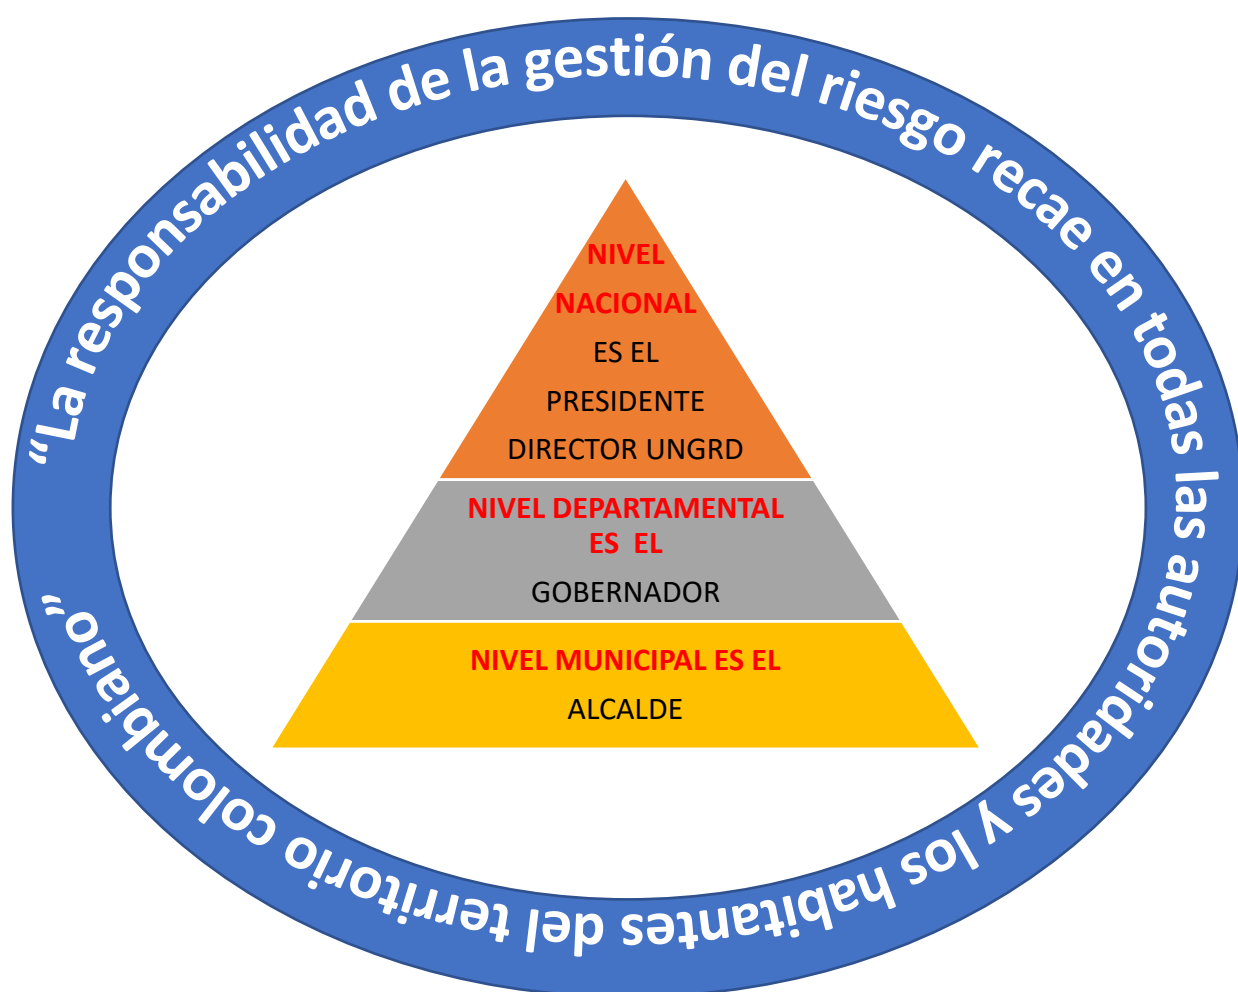 “La responsabilidad de la gestión del riesgo recae en todas las autoridades y los habitantes del territorio colombiano”
NIVEL
NACIONAL
ES EL
PRESIDENTE
DIRECTOR UNGRD
NIVEL DEPARTAMENTAL
ES EL
GOBERNADOR
NIVEL MUNICIPAL ES EL
ALCALDE